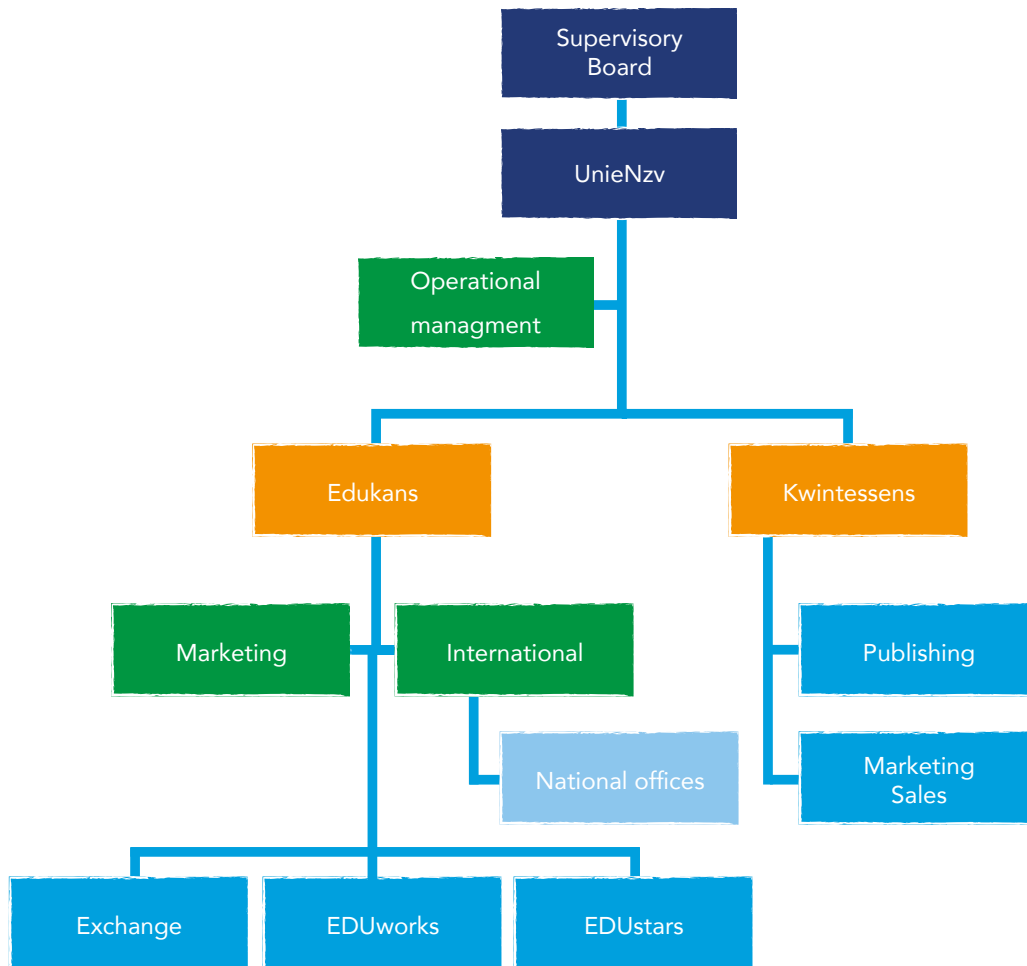 Supervisory
Board
UnieNzv
Operational
managment
Edukans
Kwintessens
Marketing
International
Publishing
National offices
Marketing
Sales
Exchange
EDUworks
EDUstars